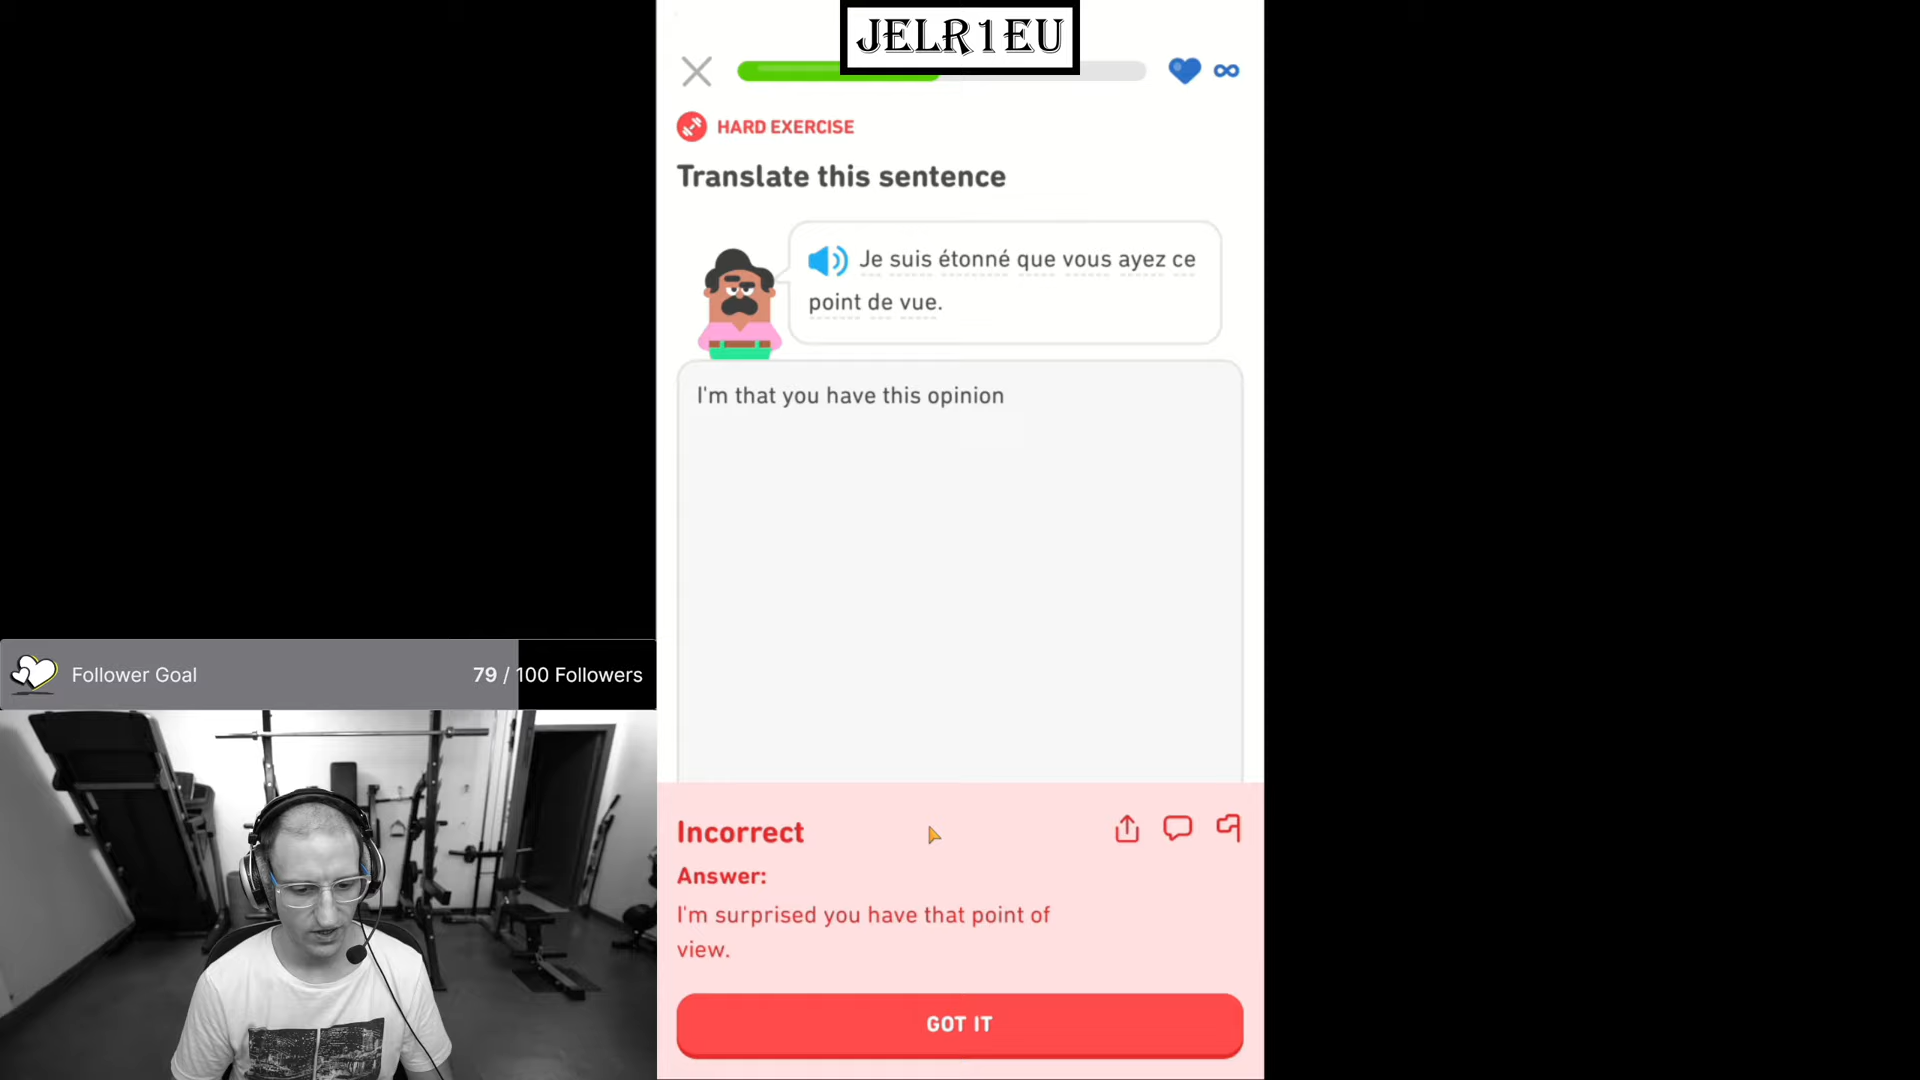 JELR1EU
HARD EXERCISE
Translate this sentence
Je suis étonné que vous ayez ce
point de vue.
I'm that you have this opinion
Follower Goal
79 / 100 Followers
Incorrect
Answer:
I'm surprised you have that point of
view.
GOT IT